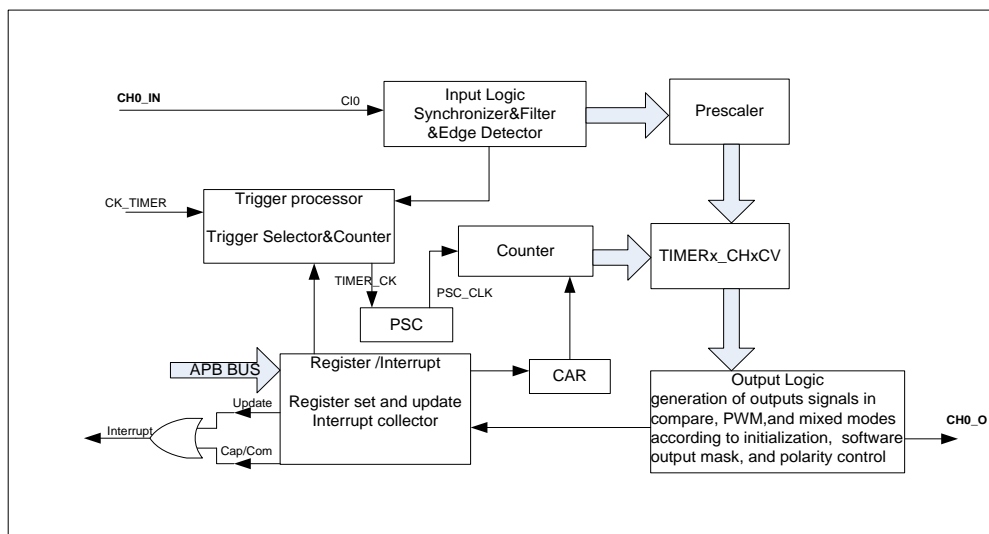 CH0_IN
CI0
Input Logic
Synchronizer&Filter
&Edge Detector
Prescaler
CK_TIMER
Trigger processor
Trigger Selector&Counter
Counter
TIMERx_CHxCV
TIMER_CK
PSC_CLK
PSC
APB BUS
Register /Interrupt
Register set and update
Interrupt collector
CAR
Output Logic
generation of outputs signals in
compare, PWM,and mixed modes
according to initialization, software
output mask, and polarity control
CH0_O
Update
Interrupt
Cap/Com